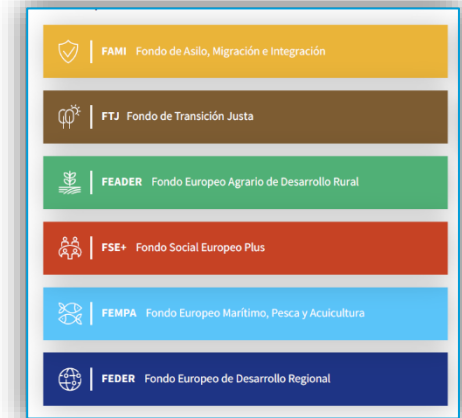 FAMI Fondo de Asilo, Migración e Integración
FTJ Fondo de Transición Justa
FEADER Fondo Europeo Agrario de Desarrollo Rural
FSE+ Fondo Social Europeo Plus
FEMPA Fondo Europeo Marítimo, Pesca y Acuicultura
FEDER Fondo Europeo de Desarrollo Regional